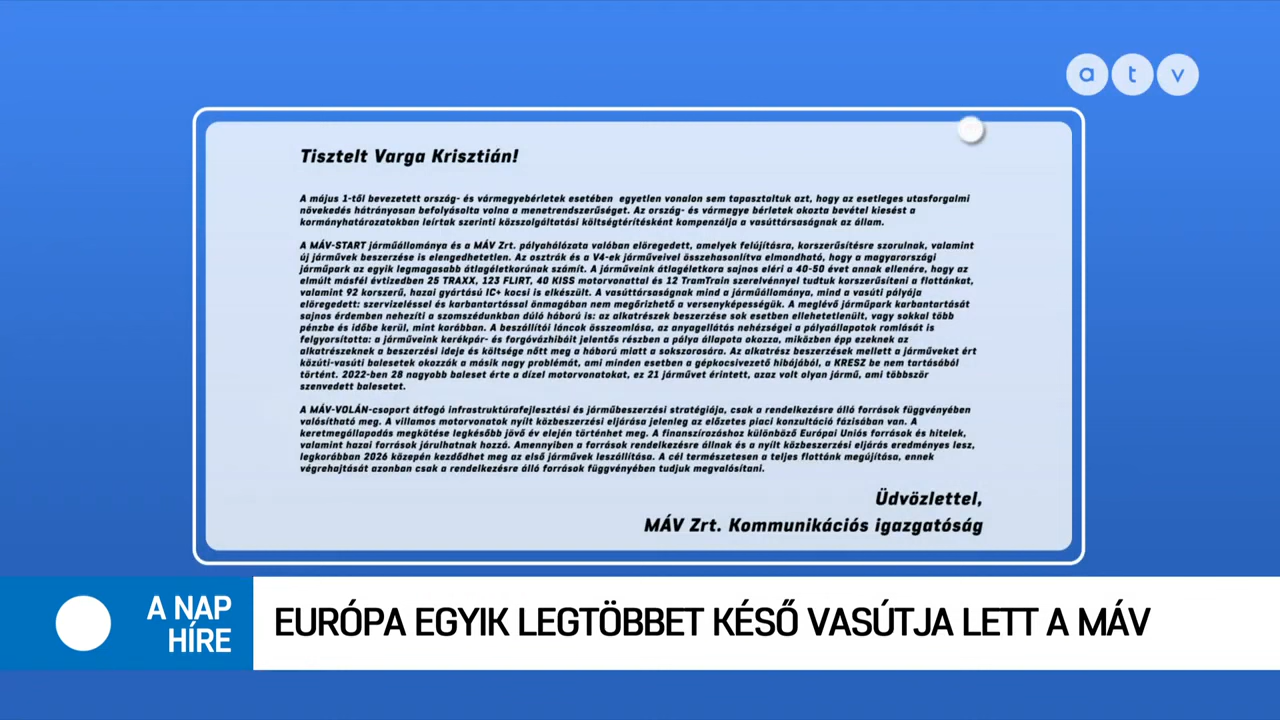 a t v
Tisztelt Varga Krisztián!
A május 1-től bevezetett ország- és vármegyebérletek esetében egyetlen vonalon sem tapasztaltuk azt, hogy az esetleges utasforgalmi
növekedés hátrányosan befolyásolta volna a menetrendszerűséget. Az ország- és vármegye bérletek okozta bevétel kiesést a
kormányhatározatokban leírtak szerinti közszolgáltatási költségtérítésként kompenzálja a vasúttársaságnak az állam.
A MÁV-START járműállománya és a MÁV Zrt. pályahálózata valóban elöregedett, amelyek felújításra, korszerűsítésre szorulnak, valamint
új járművek beszerzése is elengedhetetlen. Az osztrák és a V4-ek járműveivel összehasonlítva elmondható, hogy a magyarországi
járműpark az egyik legmagasabb átlagéletkorúnak számít. A járműveink átlagéletkora sajnos eléri a 40-50 évet annak ellenére, hogy az
elmúlt másfél évtizedben 25 TRAXX, 123 FLIRT, 40 KISS motorvonattal és 12 TramTrain szerelvénnyel tudtuk korszerűsíteni a flottánkat,
valamint 92 korszerű, hazai gyártású IC+ kocsi is elkészült. A vasúttársaságnak mind a járműállománya, mind a vasúti pályája
elöregedett: szervizeléssel és karbantartással önmagában nem megőrizhető a versenyképességük. A meglévő járműpark karbantartását
sajnos érdemben nehezíti a szomszédunkban dúló háború is: az alkatrészek beszerzése sok esetben ellehetetlenült, vagy sokkal több
pénzbe és időbe kerül, mint korábban. A beszállítói láncok összeomlása, az anyagellátás nehézségei a pályaállapotok romlását is
felgyorsította: a járműveink kerékpár- és forgóvázhibáit jelentős részben a pálya állapota okozza, miközben épp ezeknek az
alkatrészeknek a beszerzési ideje és költsége nőtt meg a háború miatt a sokszorosára. Az alkatrész beszerzések mellett a járműveket ért
közúti-vasúti balesetek okozzák a másik nagy problémát, ami minden esetben a gépkocsivezető hibájából, a KRESZ be nem tartásából
történt. 2022-ben 28 nagyobb baleset érte a dízel motorvonatokat, ez 21 járművet érintett, azaz volt olyan jármű, ami többször
szenvedett balesetet.
A MÁV-VOLÁN-csoport átfogó infrastruktúrafejlesztési és járműbeszerzési stratégiája, csak a rendelkezésre álló források függvényében
valósítható meg. A villamos motorvonatok nyílt közbeszerzési eljárása jelenleg az előzetes piaci konzultáció fázisában van. A
keretmegállapodás megkötése legkésőbb jövő év elején történhet meg. A finanszírozáshoz különböző Európai Uniós források és hitelek,
valamint hazai források járulhatnak hozzá. Amennyiben a források rendelkezésre állnak és a nyílt közbeszerzési eljárás eredményes lesz,
legkorábban 2026 közepén kezdődhet meg az első járművek leszállítása. A cél természetesen a teljes flottánk megújítása, ennek
végrehajtását azonban csak a rendelkezésre álló források függvényében tudjuk megvalósítani.
Üdvözlettel,
MÁV Zrt. Kommunikációs igazgatóság
A NAP
HÍRE
EURÓPA EGYIK LEGTÖBBET KÉSŐ VASÚTJA LETT A MÁV